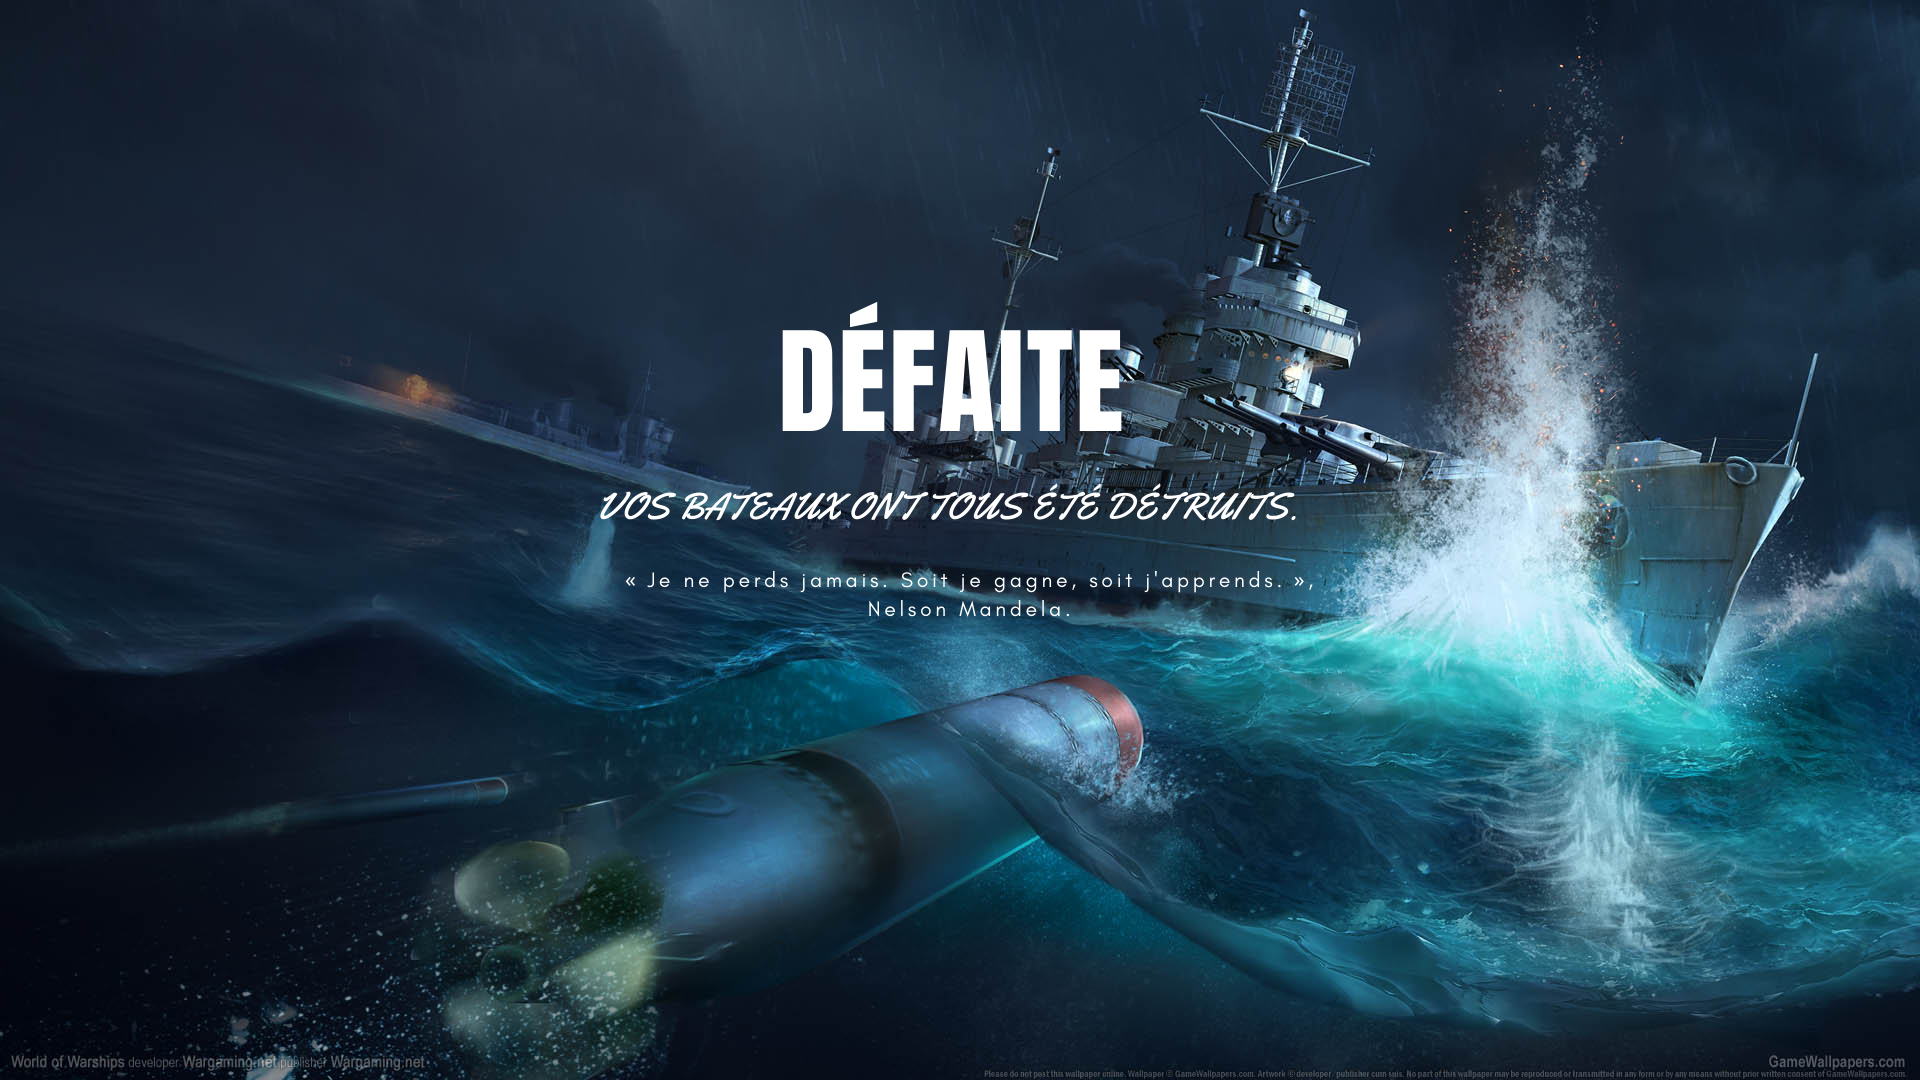 DÉFAITE
VOS BATEAUX ONT TOUS ÉTÉ DÉTRUITS.
« Je ne perds jamais. Soit je gagne, soit j'apprends. »,
Nelson Mandela.
World of Warships developer: Wargaming.net publisher Wargaming.net
GameWallpapers.com
Please do not post this wallpaper online. Wallpaper © GameWallpapers.com. Artwork © developer, publisher cum suis. No part of this wallpaper may be reproduced or transmitted in any form or by any means without prior written consent of GameWallpapers.com.